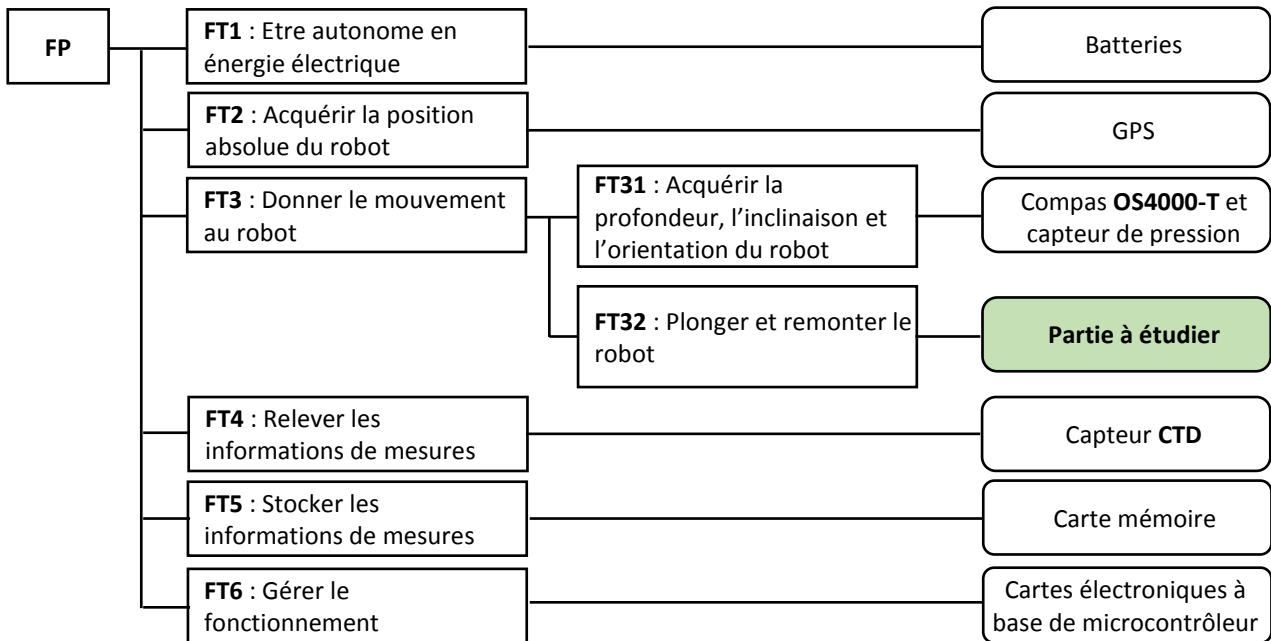 FP
FT1 : Etre autonome en
énergie électrique
Batteries
FT2 : Acquérir la position
absolue du robot
GPS
FT3 : Donner le mouvement
au robot
FT31 : Acquérir la
profondeur, l’inclinaison et
l’orientation du robot
Compas OS4000-T et
capteur de pression
FT32 : Plonger et remonter le
robot
Partie à étudier
FT4 : Relever les
informations de mesures
Capteur CTD
FT5 : Stocker les
informations de mesures
Carte mémoire
FT6 : Gérer le
fonctionnement
Cartes électroniques à
base de microcontrôleur